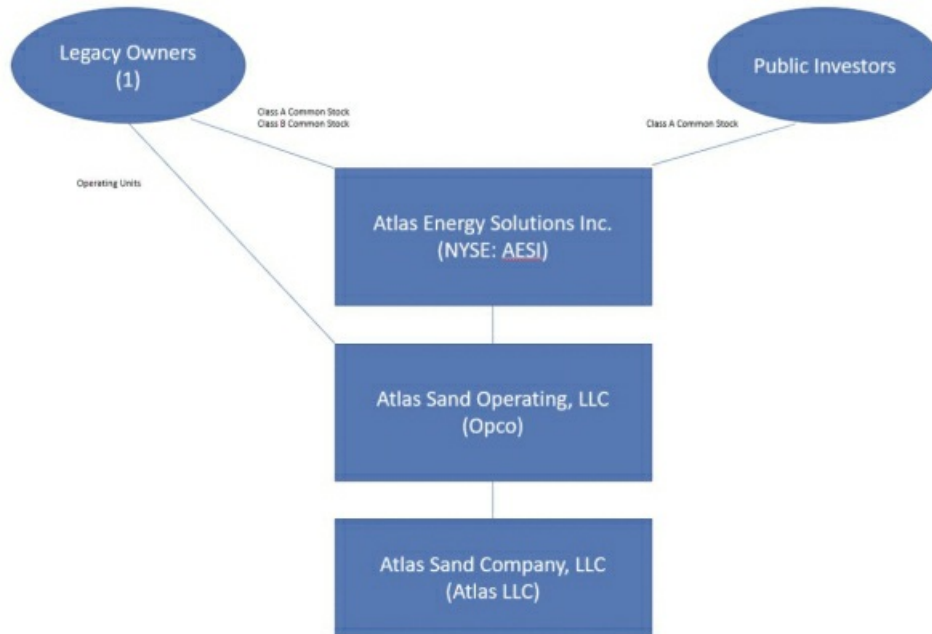 Legacy Owners
(1)
Public Investors
Class A Common Stock
Class B Common Stock
Class A Common Stock
Operating Units
Atlas Energy Solutions Inc.
(NYSE: AESI)
Atlas Sand Operating, LLC
(Opco)
Atlas Sand Company, LLC
(Atlas LLC)